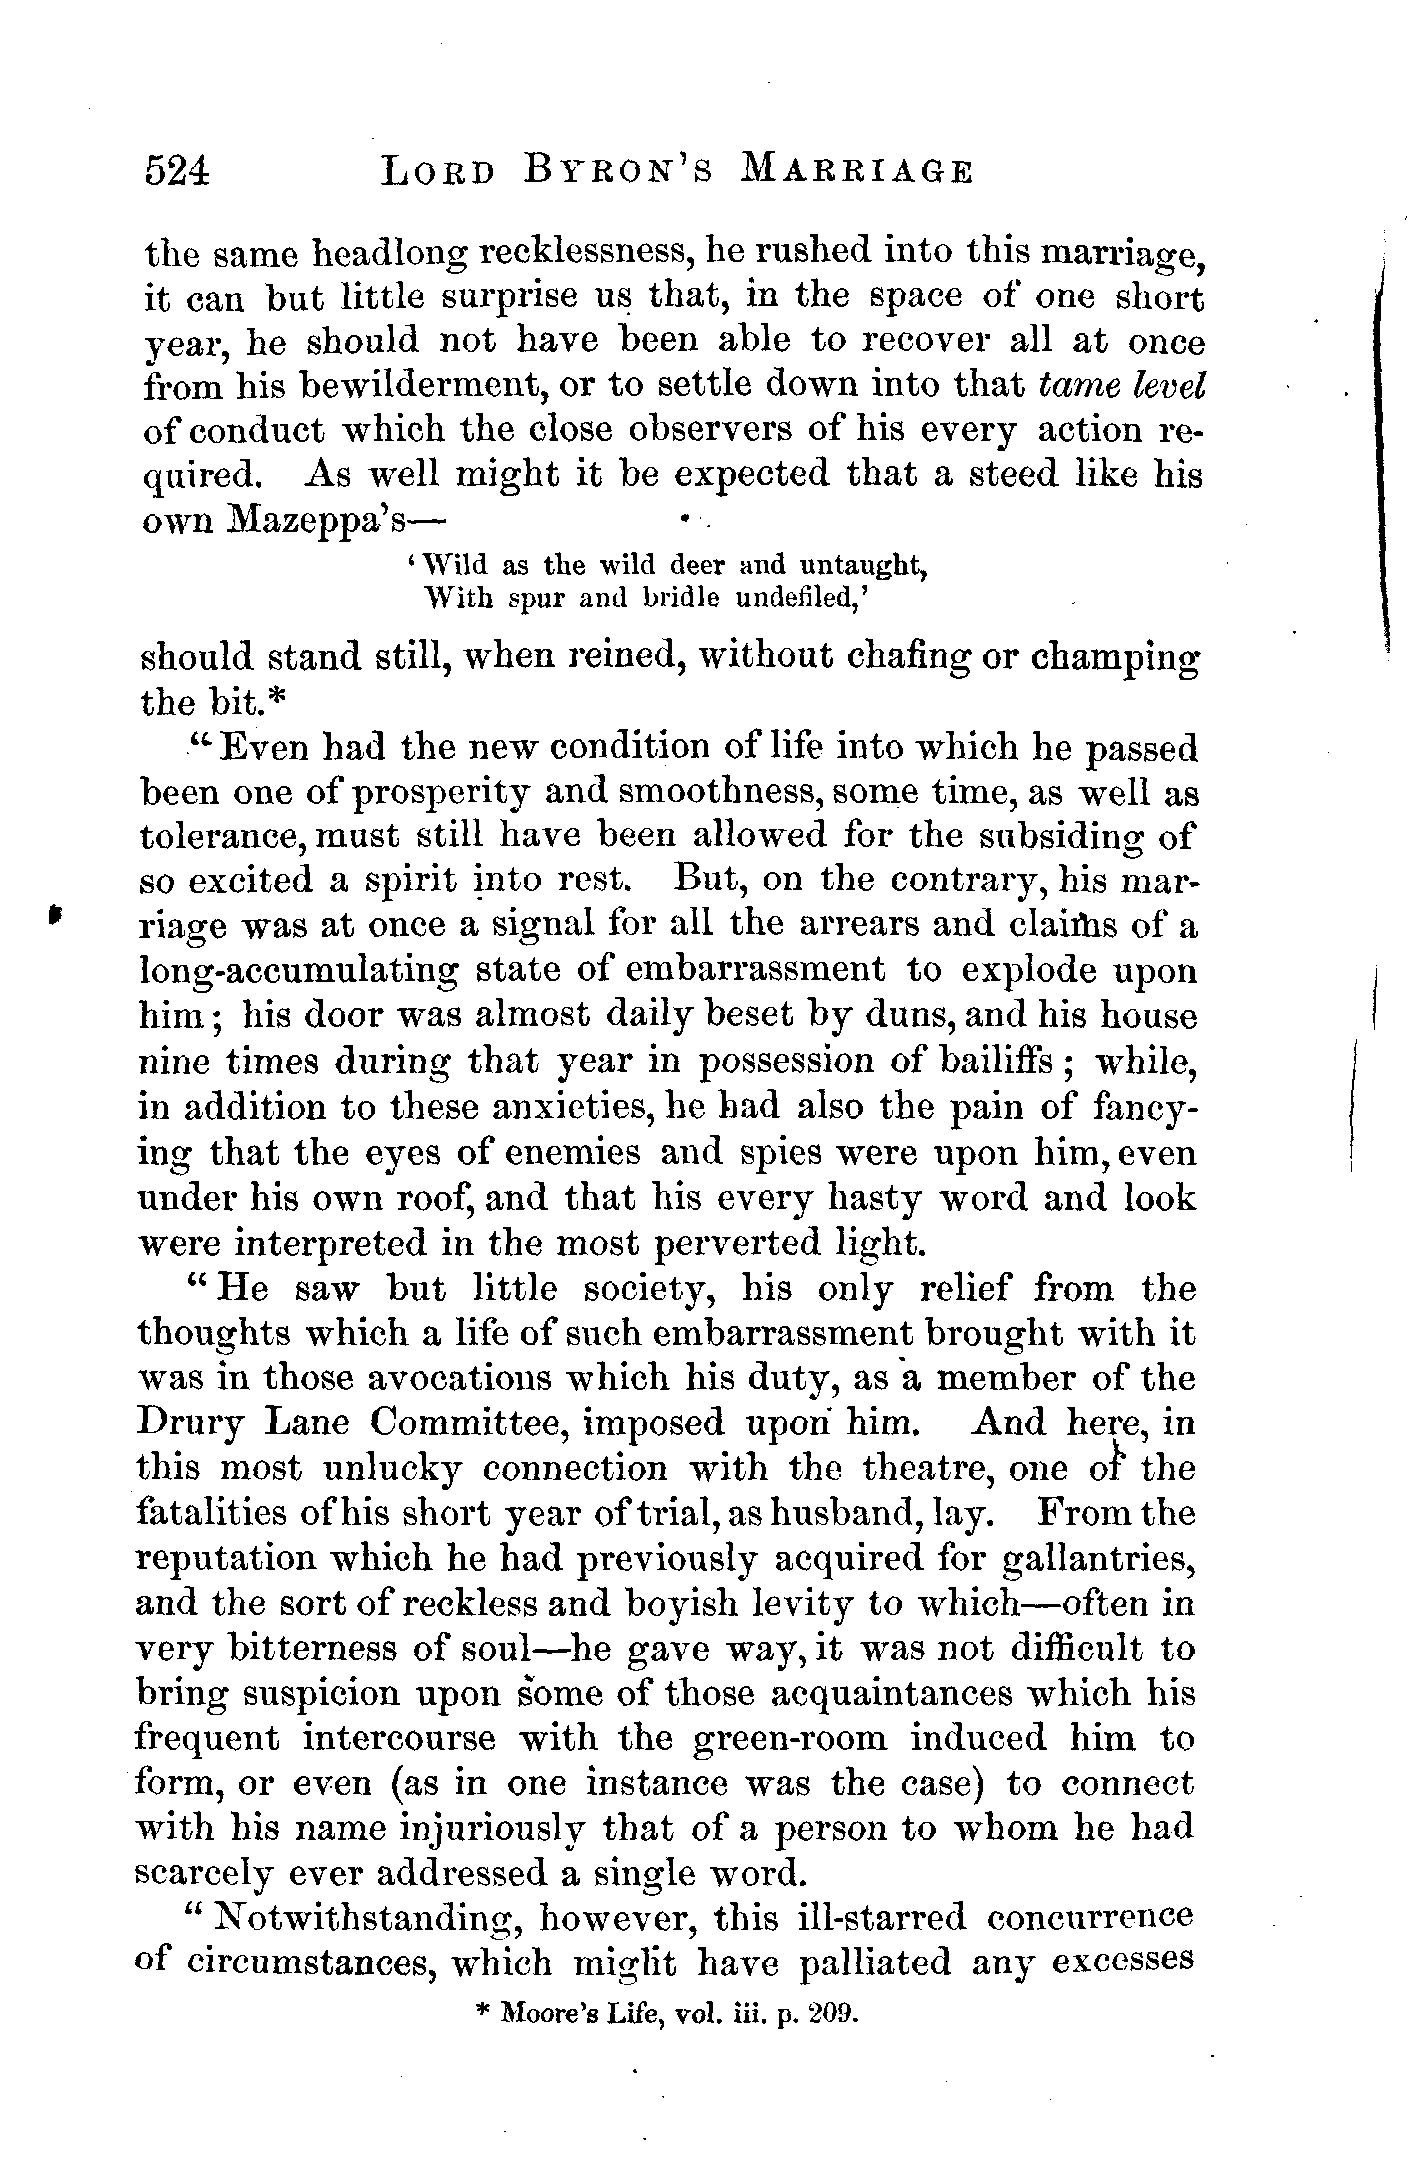 524 LORD BYRON'S MARRIAGE
the same headlong recklessness, he rushed into this marriage,
it can but little surprise us that, in the space of one short
year, he should not have been able to recover all at once
from his bewilderment, or to settle down into that tame level
of conduct which the close observers of his every action re-
quired. As well might it be expected that a steed like his
own Mazeppa's—
‘Wild as the wild deer and untaught,
With spur and bridle undefiled,’
should stand still, when reined, without chafing or champing
the bit.*
“Even had the new condition of life into which he passed
been one of prosperity and smoothness, some time, as well as
tolerance, must still have been allowed for the subsiding of
so excited a spirit into rest. But, on the contrary, his mar-
riage was at once a signal for all the arrears and claims of a
long-accumulating state of embarrassment to explode upon
him; his door was almost daily beset by duns, and his house
nine times during that year in possession of bailiffs; while,
in addition to these anxieties, he had also the pain of fancy-
ing that the eyes of enemies and spies were upon him, even
under his own roof, and that his every hasty word and look
were interpreted in the most perverted light.
“He saw but little society, his only relief from the
thoughts which a life of such embarrassment brought with it
was in those avocations which his duty, as a member of the
Drury Lane Committee, imposed upon him. And here, in
this most unlucky connection with the theatre, one of the
fatalities of his short year of trial, as husband, lay. From the
reputation which he had previously acquired for gallantries,
and the sort of reckless and boyish levity to which—often in
very bitterness of soul—he gave way, it was not difficult to
bring suspicion upon some of those acquaintances which his
frequent intercourse with the green-room induced him to
form, or even (as in one instance was the case) to connect
with his name injuriously that of a person to whom he had
scarcely ever addressed a single word.
“Notwithstanding, however, this ill-starred concurrence
of circumstances, which might have palliated any excesses
* Moore's Life, vol. iii. p. 209.